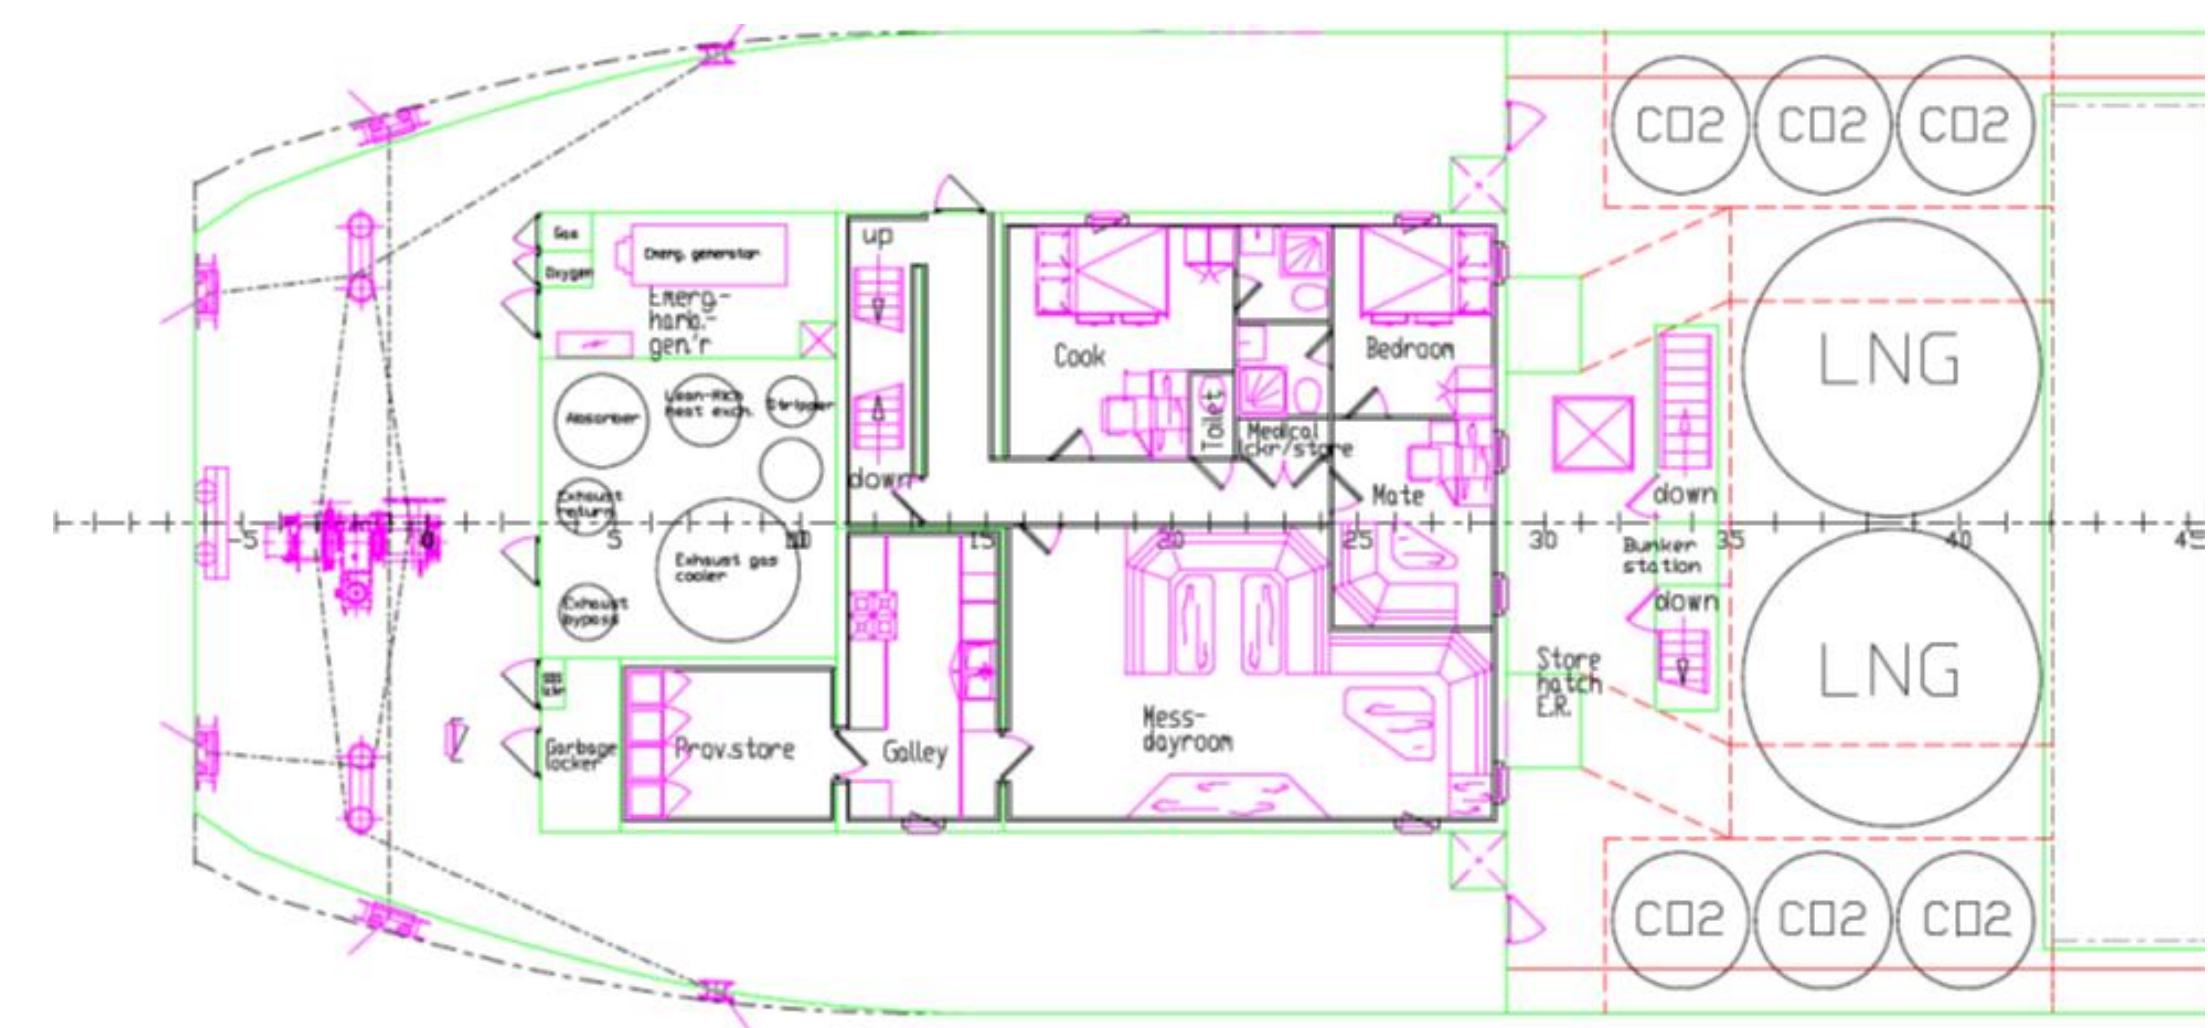 CO2 CO2 CO2
up
Gas
Oxygen
Emerg. generator
Emerg-
harb.-
gen'r
Cook
Bedroom
LNG
Absorber
Lean-Rich
heat exch.
Stripper
Toilet
Medical
lckr/store
down
Mate
down
Exhaust
return
-5 0 5 10 15 20 25 30 35 40 45
Bunker
station
Exhaust gas
cooler
Exhaust
bypass
down
Store
hatch
E.R.
LNG
Mess-
dayroom
Garbage
locker
Prov.store
Galley
CO2 CO2 CO2